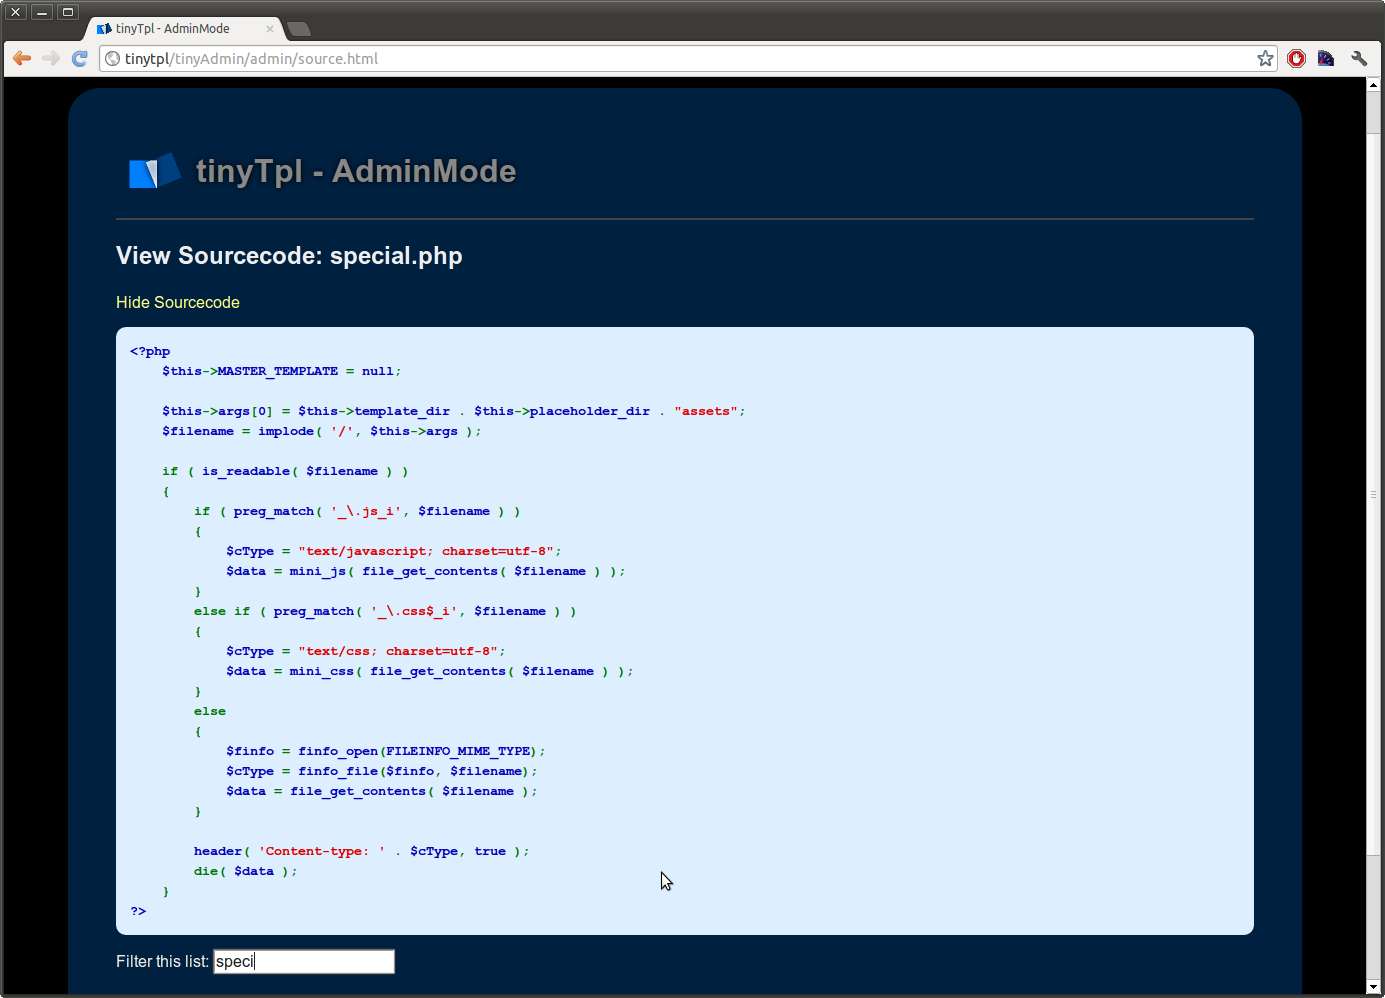 tinyTpl - AdminMode
tinytpl/tinyAdmin/admin/source.html
tinyTpl - AdminMode
View Sourcecode: special.php
Hide Sourcecode
<?php
    $this->MASTER_TEMPLATE = null;
    $this->args[0] = $this->template_dir . $this->placeholder_dir . "assets";
    $filename = implode( '/', $this->args );
    if ( is_readable( $filename ) )
    {
        if ( preg_match( '_\.js_i', $filename ) )
        {
            $cType = "text/javascript; charset=utf-8";
            $data = mini_js( file_get_contents( $filename ) );
        }
        else if ( preg_match( '_\.css$_i', $filename ) )
        {
            $cType = "text/css; charset=utf-8";
            $data = mini_css( file_get_contents( $filename ) );
        }
        else
        {
            $finfo = finfo_open(FILEINFO_MIME_TYPE);
            $cType = finfo_file($finfo, $filename);
            $data = file_get_contents( $filename );
        }
        header( 'Content-type: ' . $cType, true );
        die( $data );
    }
?>
Filter this list: speci